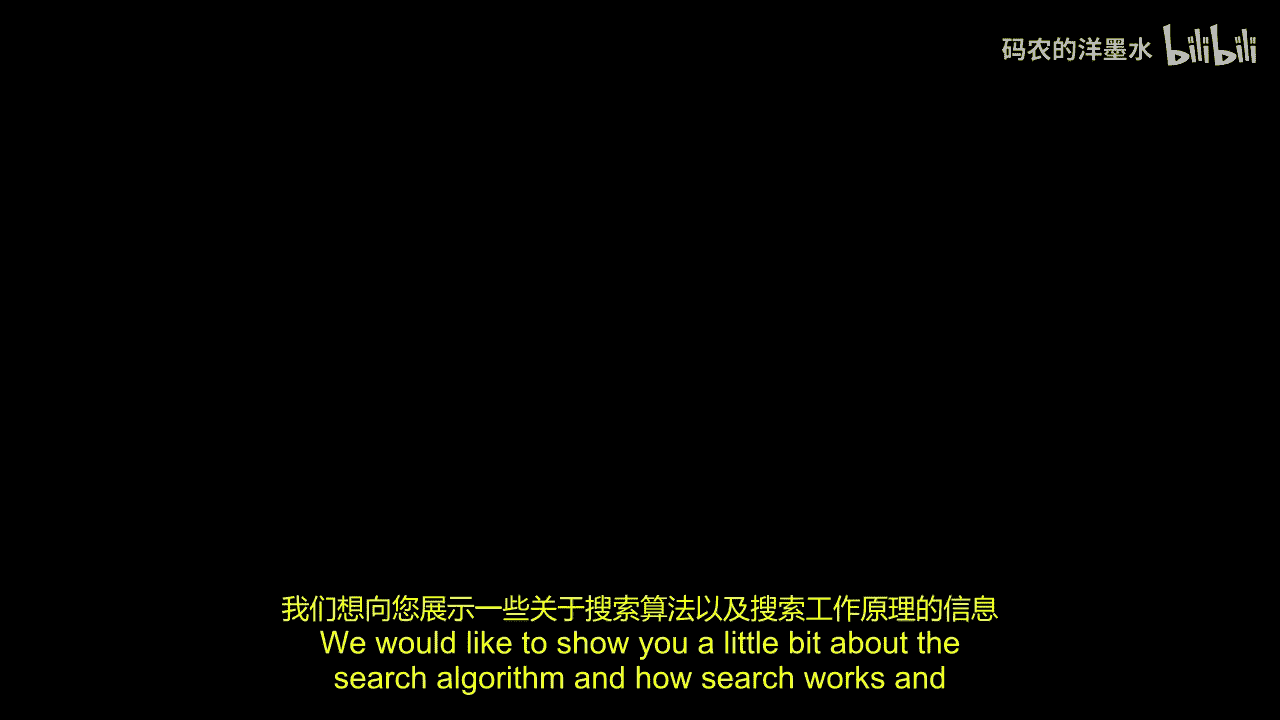 码农的洋墨水 bilibili
我们想向您展示一些关于搜索算法以及搜索工作原理的信息
We would like to show you a little bit about the
search algorithm and how search works and